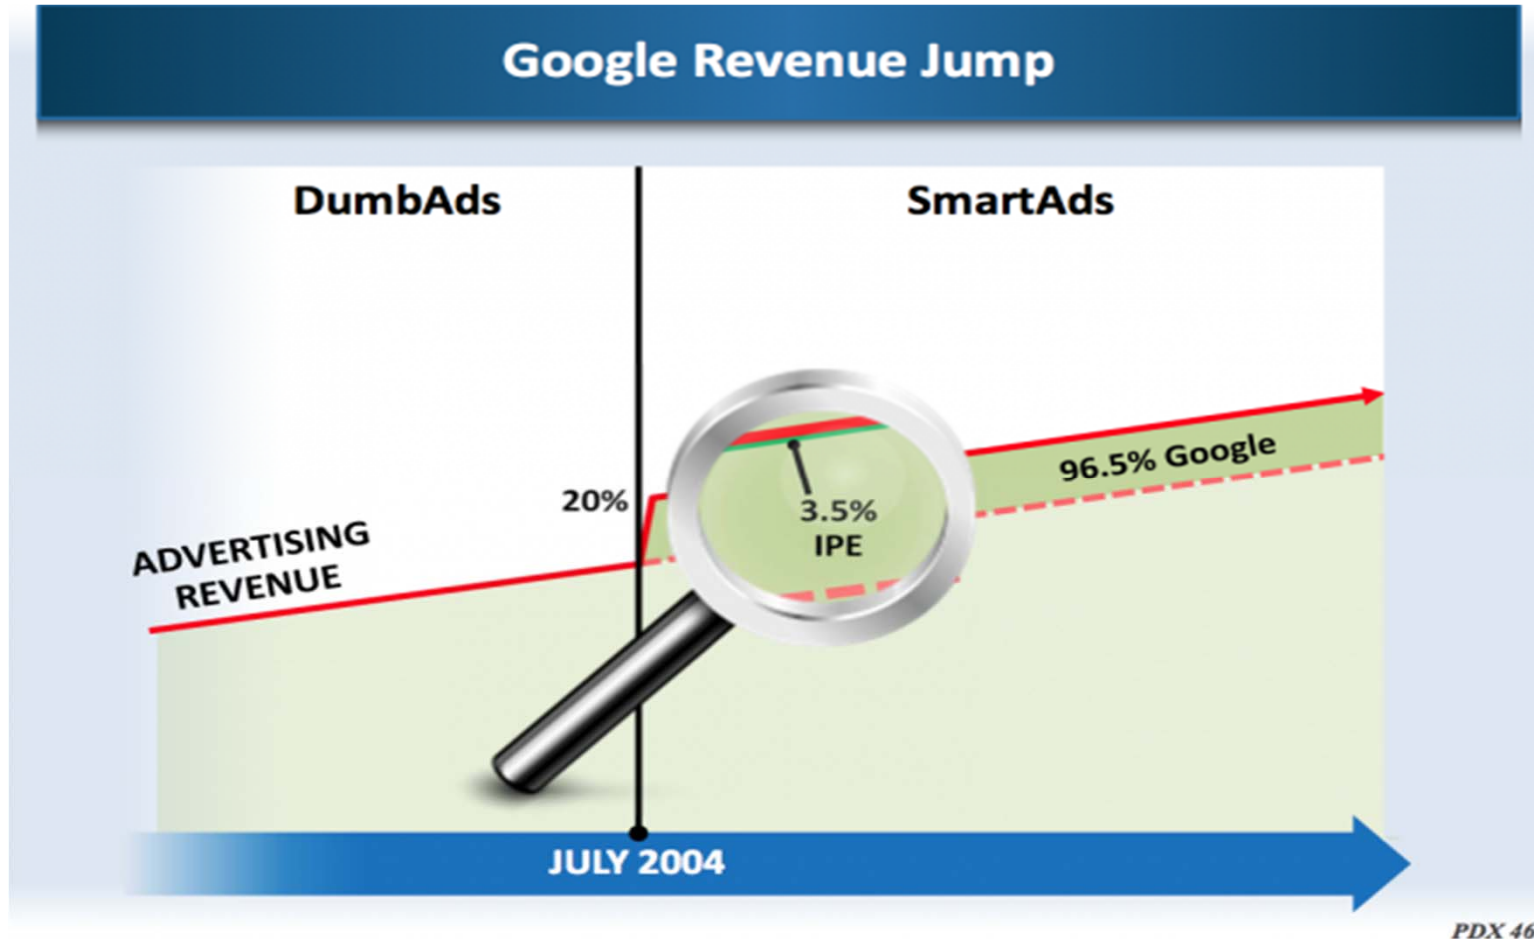 Google Revenue Jump
DumbAds
SmartAds
96.5% Google
20%
3.5%
IPE
ADVERTISING
REVENUE
JULY 2004
PDX 46